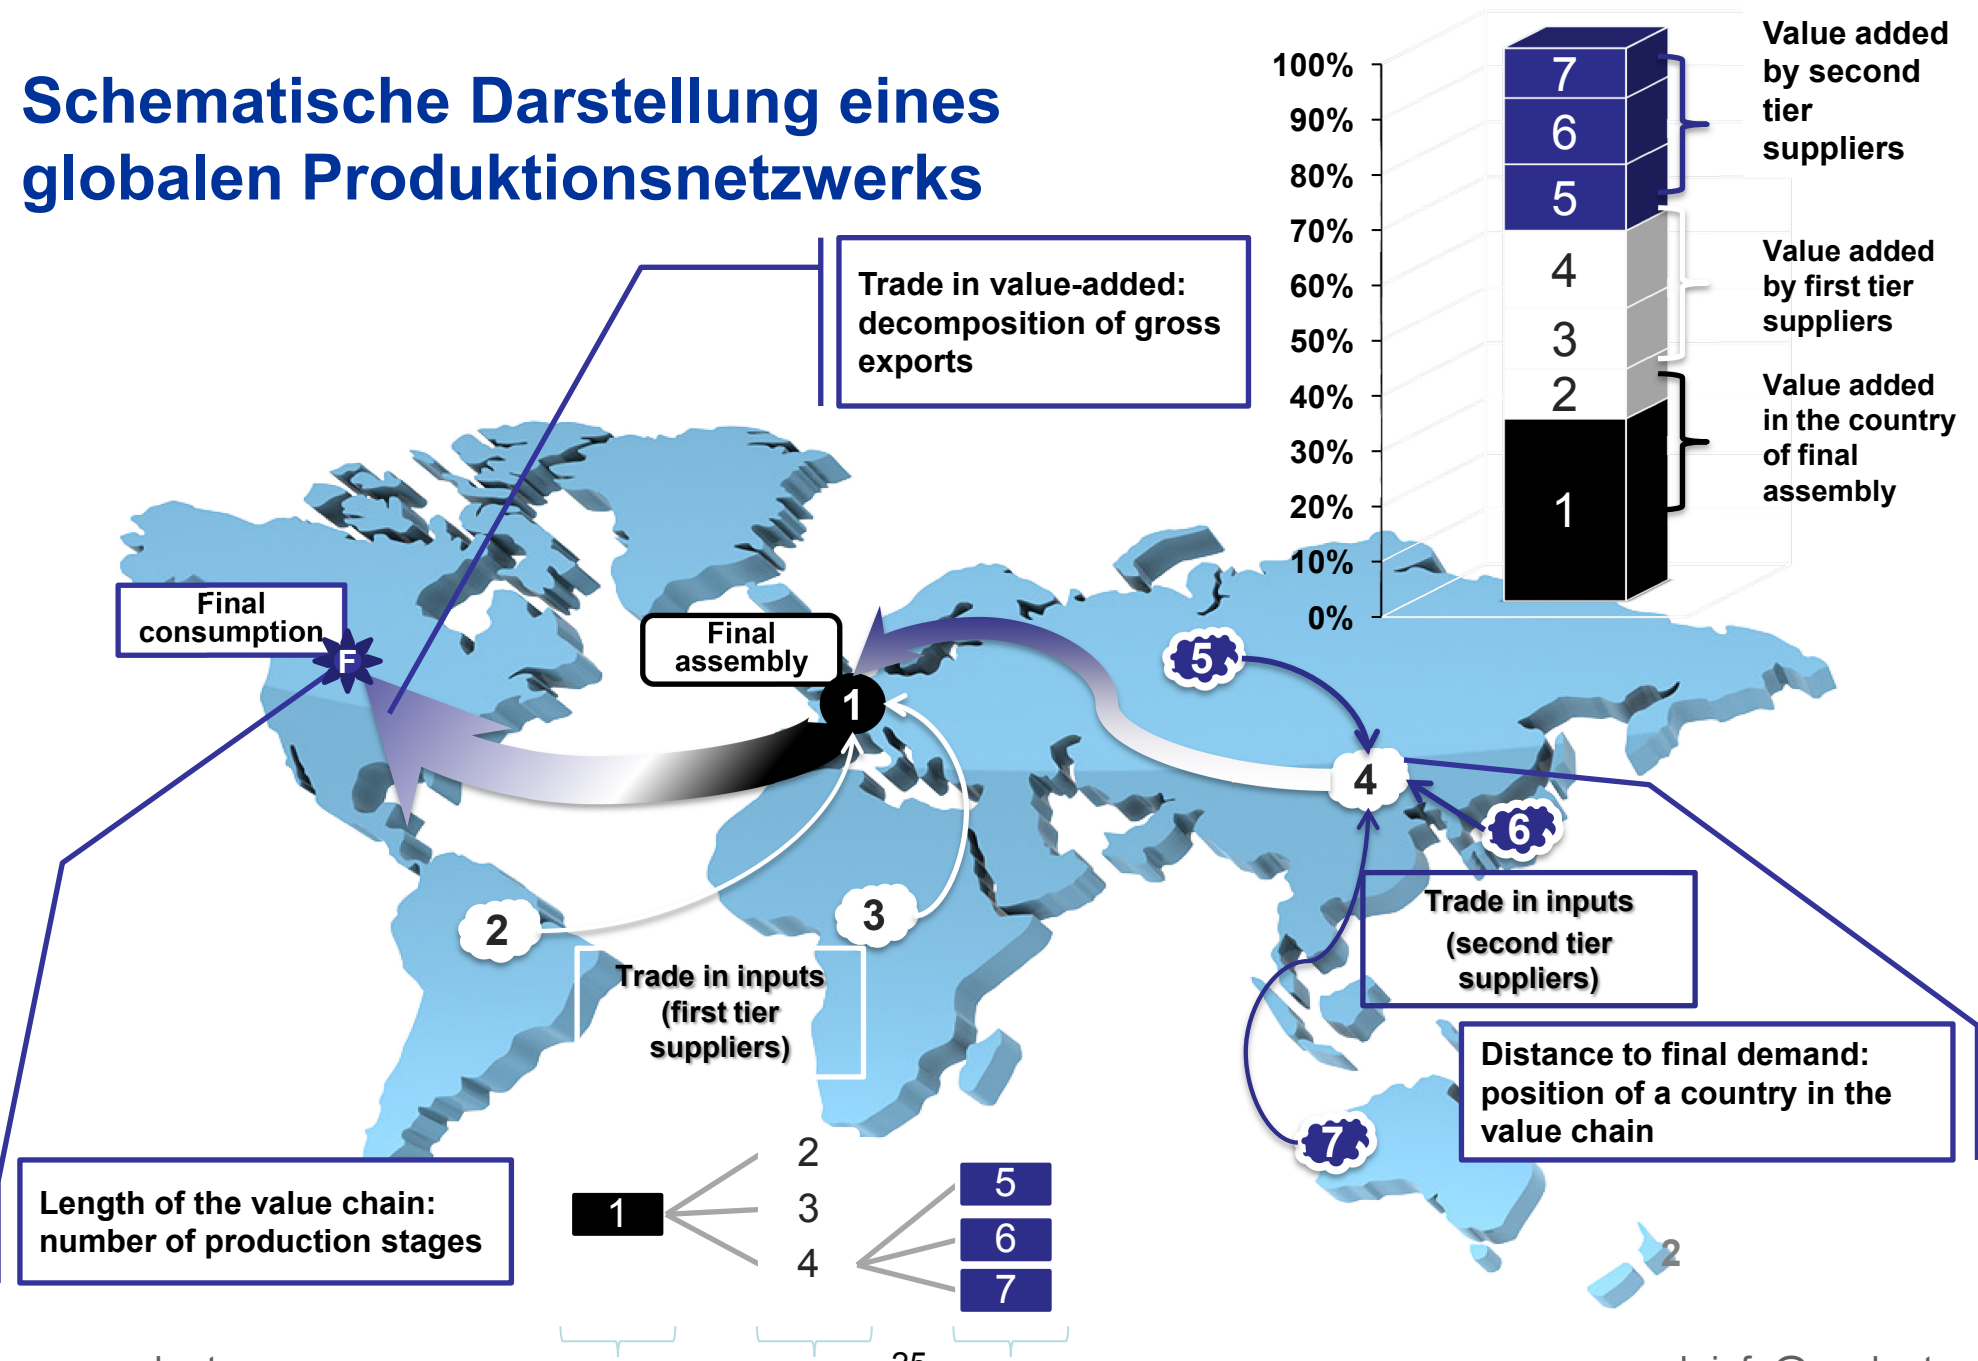 Schematische Darstellung eines
globalen Produktionsnetzwerks
100%
90%
80%
70%
60%
50%
40%
30%
20%
10%
0%
7
6
5
4
3
2
1
Value added
by second
tier
suppliers
Value added
by first tier
suppliers
Value added
in the country
of final
assembly
Trade in value-added:
decomposition of gross
exports
Final
consumption
F
Final
assembly
1
5
4
6
2
3
7
Trade in inputs
(first tier
suppliers)
Trade in inputs
(second tier
suppliers)
Distance to final demand:
position of a country in the
value chain
Length of the value chain:
number of production stages
1
2
3
4
5
6
7
2